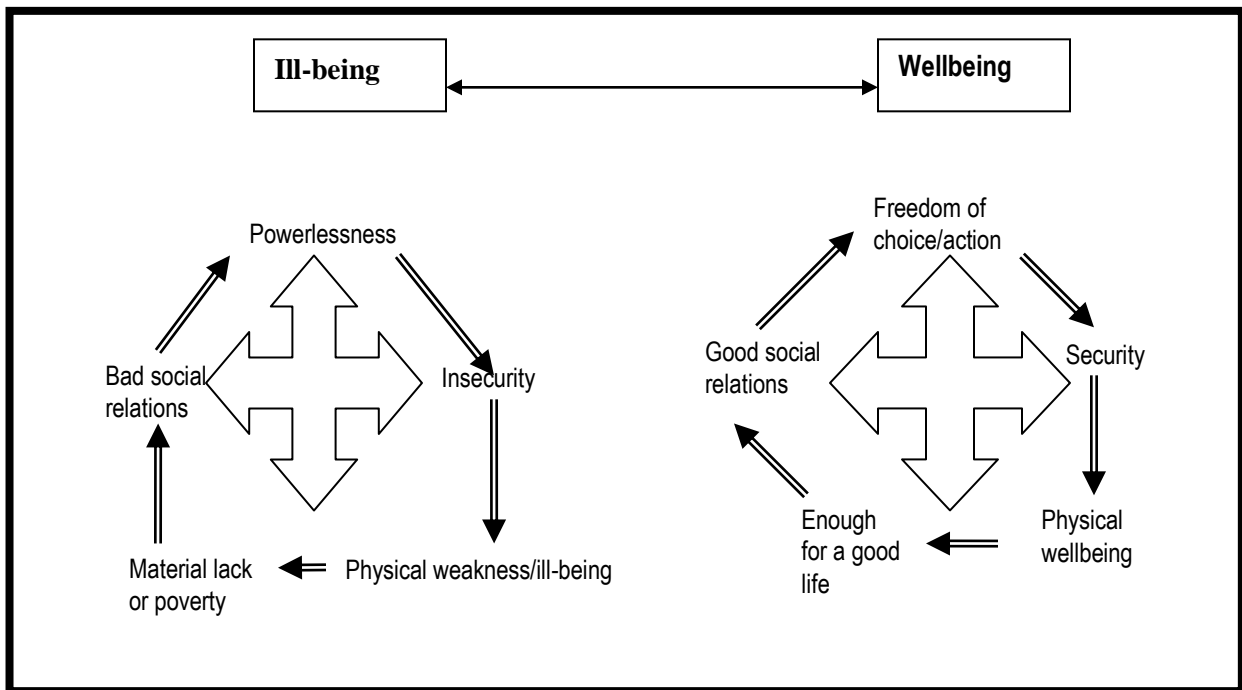 Ill-being
Wellbeing
Powerlessness
Bad social
relations
Insecurity
Material lack
or poverty
Physical weakness/ill-being
Freedom of
choice/action
Good social
relations
Security
Enough
for a good
life
Physical
wellbeing